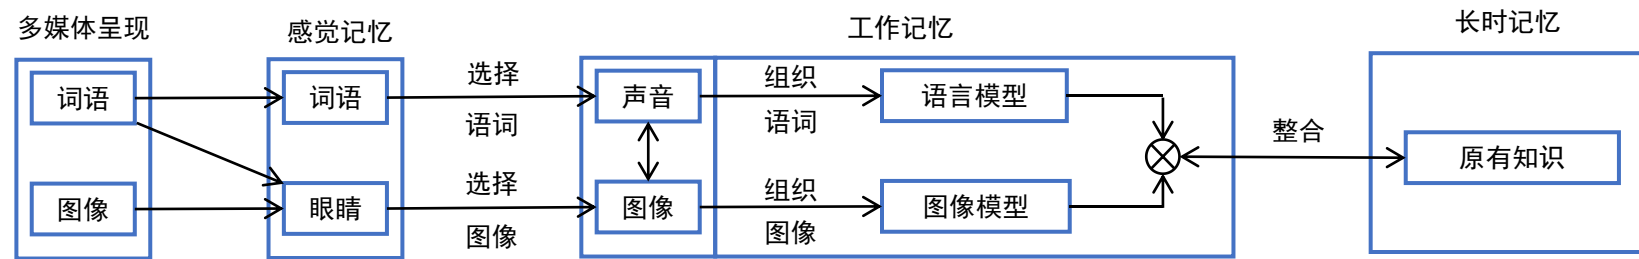 多媒体呈现
感觉记忆
工作记忆
长时记忆
词语
词语
选择
语词
声音
组织
语词
语言模型
整合
原有知识
图像
眼睛
选择
图像
图像
组织
图像
图像模型